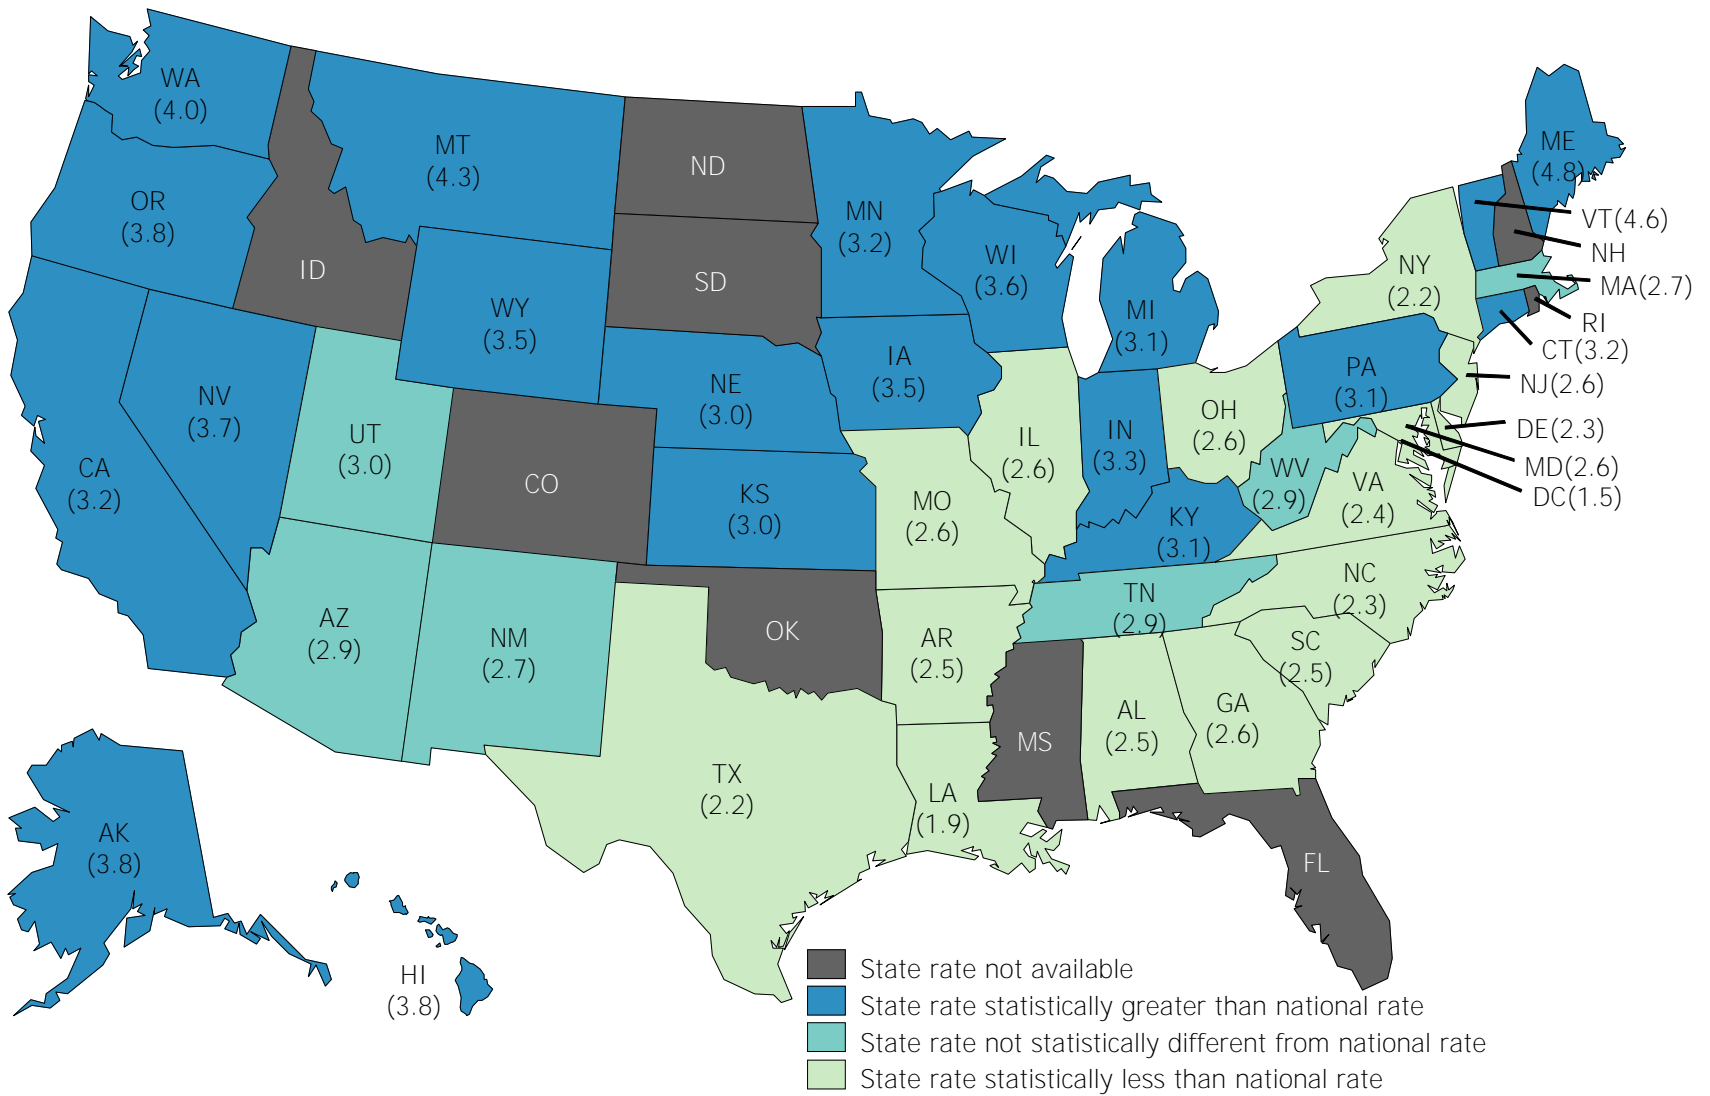 WA
(4.0)
MT
(4.3)
ND
OR
(3.8)
ID
WY
(3.5)
SD
MN
(3.2)
WI
(3.6)
MI
(3.1)
ME
(4.8)
VT(4.6)
NH
MA(2.7)
RI
CT(3.2)
NY
(2.2)
NJ(2.6)
PA
(3.1)
DE(2.3)
MD(2.6)
DC(1.5)
NV
(3.7)
UT
(3.0)
CA
(3.2)
CO
NE
(3.0)
IA
(3.5)
KS
(3.0)
MO
(2.6)
IL
(2.6)
IN
(3.3)
OH
(2.6)
WV
(2.9)
VA
(2.4)
KY
(3.1)
AZ
(2.9)
NM
(2.7)
OK
AR
(2.5)
TN
(2.9)
NC
(2.3)
SC
(2.5)
TX
(2.2)
LA
(1.9)
MS
AL
(2.5)
GA
(2.6)
FL
AK
(3.8)
HI
(3.8)
State rate not available
State rate statistically greater than national rate
State rate not statistically different from national rate
State rate statistically less than national rate